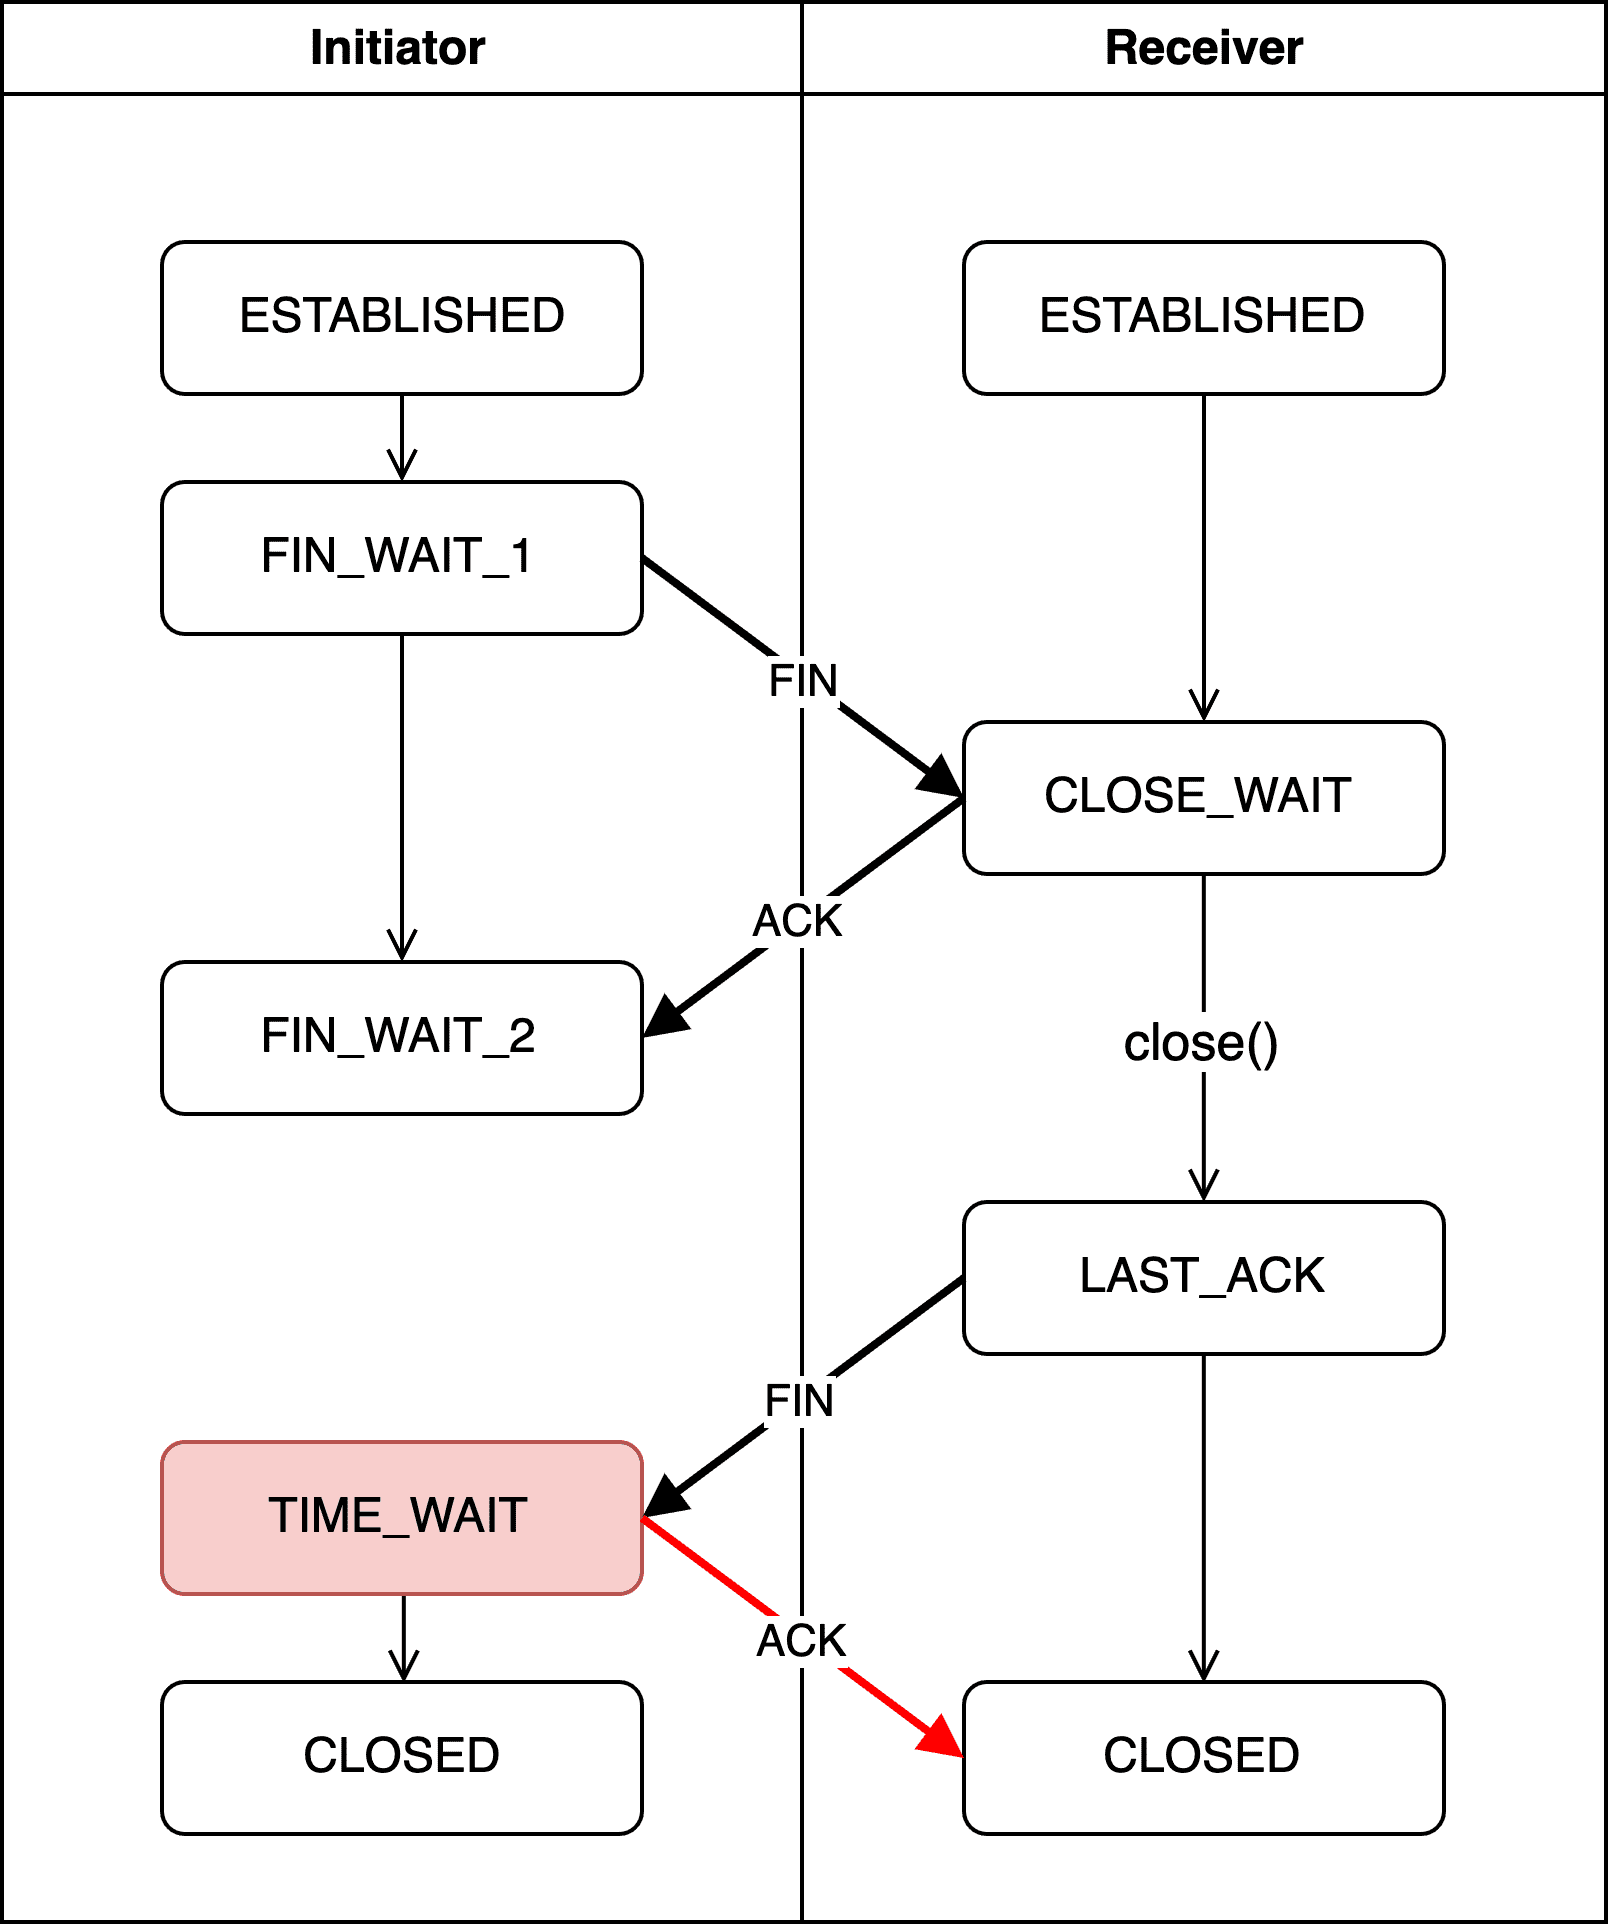 Initiator
Receiver
ESTABLISHED
ESTABLISHED
FIN_WAIT_1
FIN
CLOSE_WAIT
ACK
FIN_WAIT_2
close()
LAST_ACK
FIN
TIME_WAIT
ACK
CLOSED
CLOSED